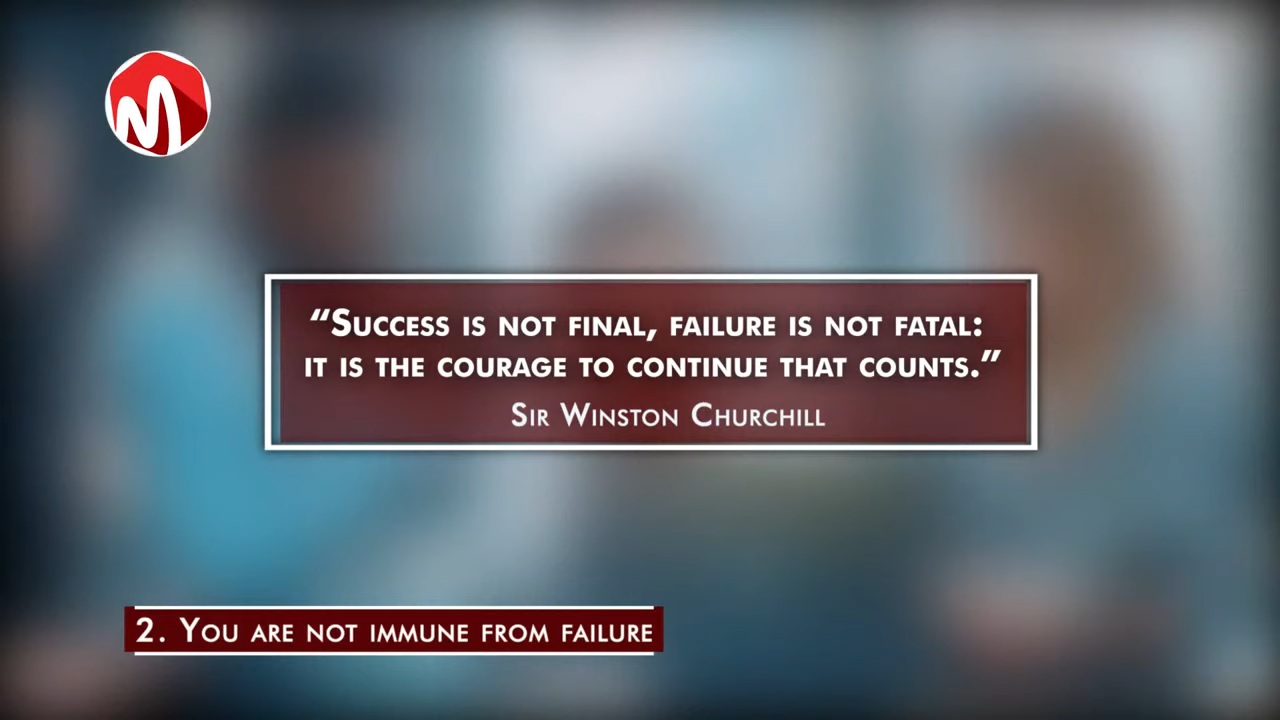 “Success is not final, failure is not fatal:
it is the courage to continue that counts.”
Sir Winston Churchill
2. You are not immune from failure